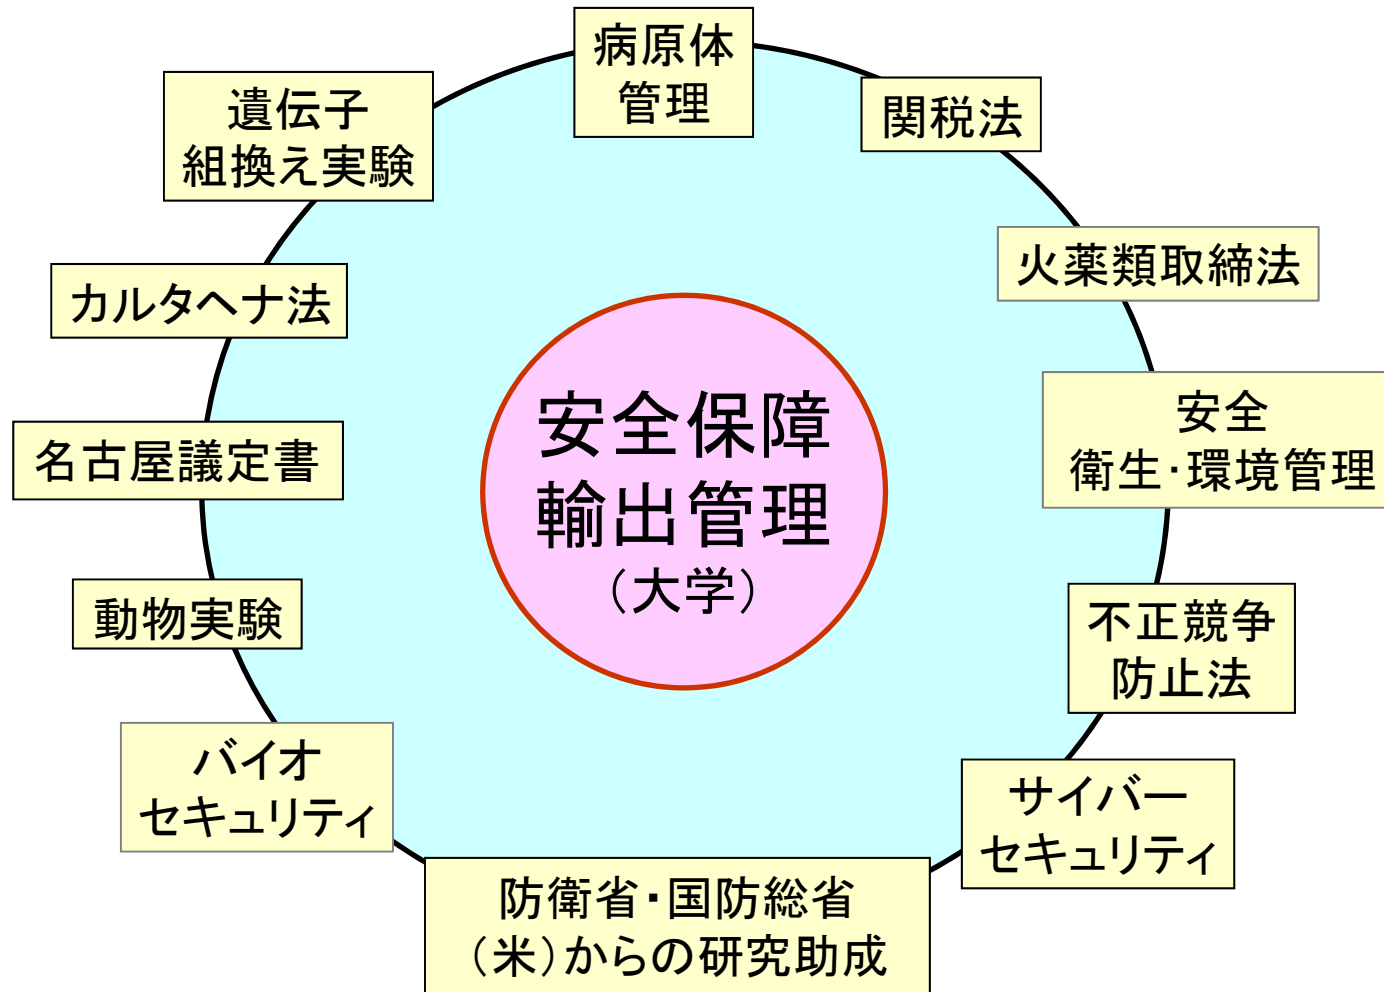 病原体
管理
関税法
遺伝子
組換え実験
火薬類取締法
カルタヘナ法
安全
衛生・環境管理
名古屋議定書
安全保障
輸出管理
（大学）
動物実験
不正競争
防止法
バイオ
セキュリティ
サイバー
セキュリティ
防衛省・国防総省
（米）からの研究助成